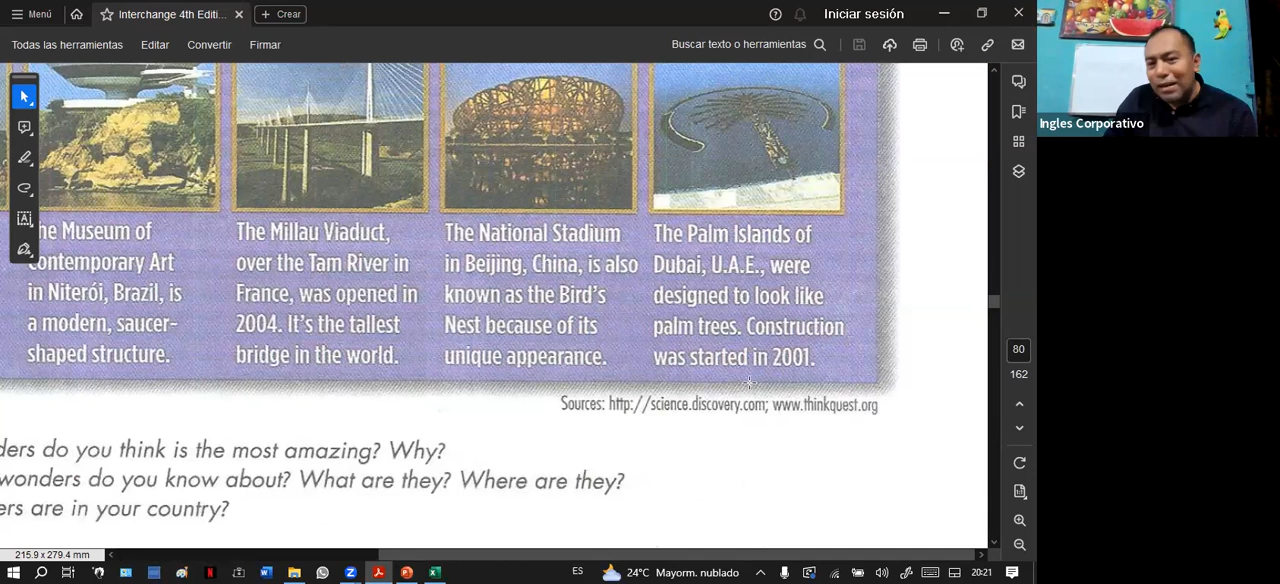 Menú
Interchange 4th Editi...
Crear
Iniciar sesión
Todas las herramientas
Editar
Convertir
Firmar
Buscar texto o herramientas
Ingles Corporativo
he Museum of
contemporary Art
in Niterói, Brazil, is
a modern, saucer-
shaped structure.
The Millau Viaduct,
over the Tam River in
France, was opened in
2004. It's the tallest
bridge in the world.
The National Stadium
in Beijing, China, is also
known as the Bird's
Nest because of its
unique appearance.
The Palm Islands of
Dubai, U.A.E., were
designed to look like
palm trees. Construction
was started in 2001.
Sources: http://science.discovery.com; www.thinkquest.org
ders do you think is the most amazing? Why?
wonders do you know about? What are they? Where are they?
ers are in your country?
80
162
215.9 x 279.4 mm
ES
24°C Mayorm. nublado
20:21